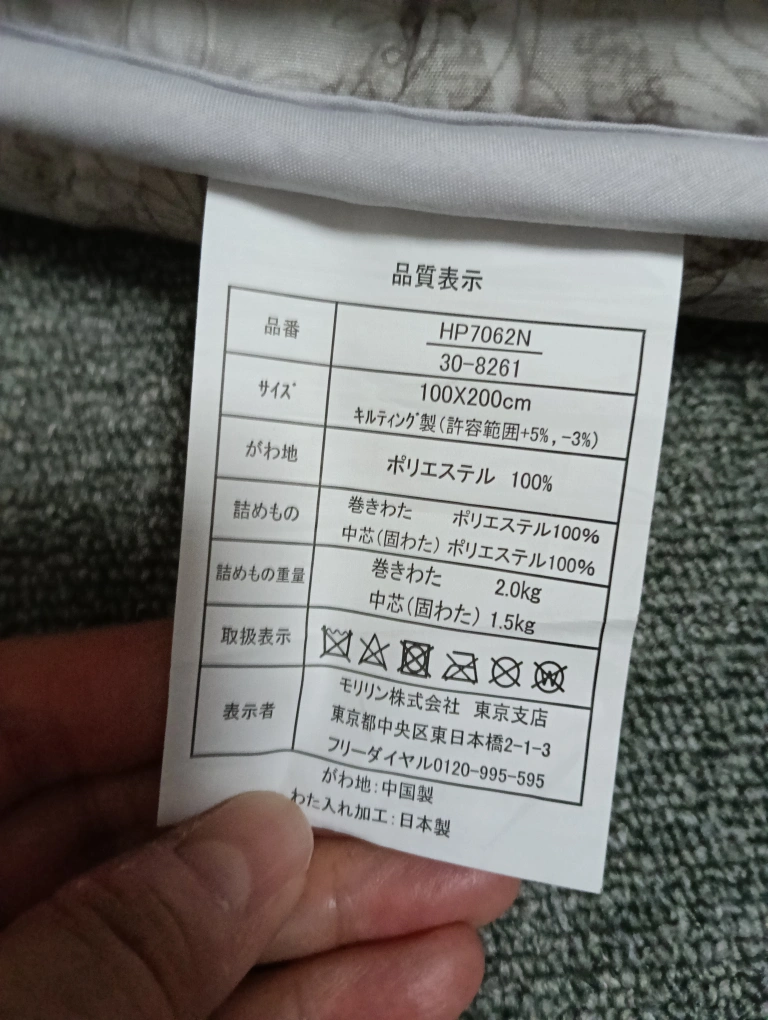 品質表示
品番 HP7062N
30-8261
サイズ 100X200cm
キルティング製(許容範囲+5%,-3%)
がわ地 ポリエステル 100%
詰めもの 巻きわた ポリエステル100%
中芯(固わた) ポリエステル100%
詰めもの重量 巻きわた 2.0kg
中芯(固わた) 1.5kg
取扱表示 W
表示者 モリリン株式会社 東京支店
東京都中央区東日本橋2-1-3
フリーダイヤル0120-995-595
がわ地:中国製
わた入れ加工:日本製